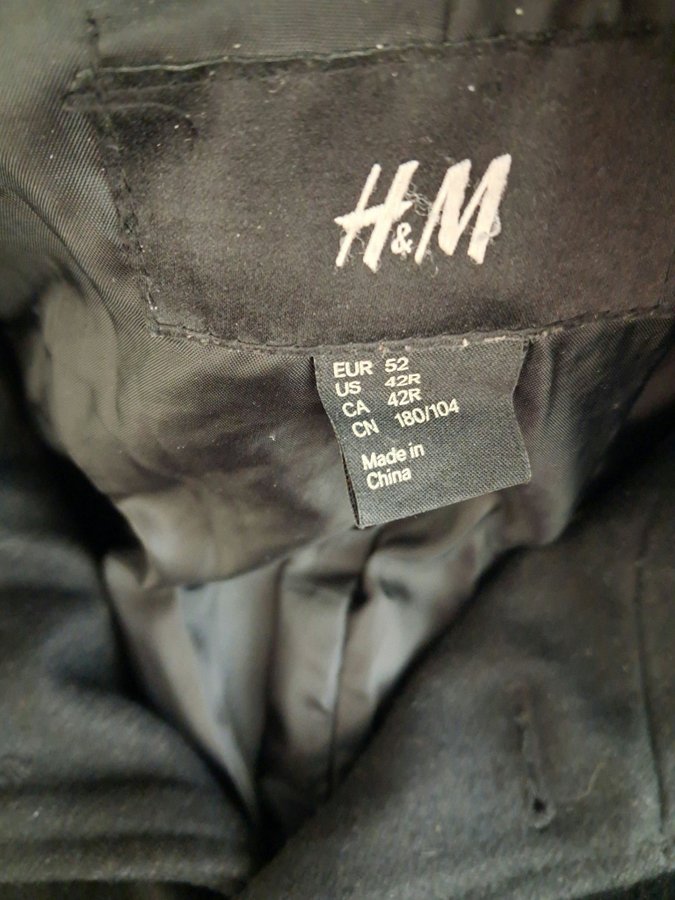 H&M
EUR 52
US 42R
CA 42R
CN 180/104
Made in
China